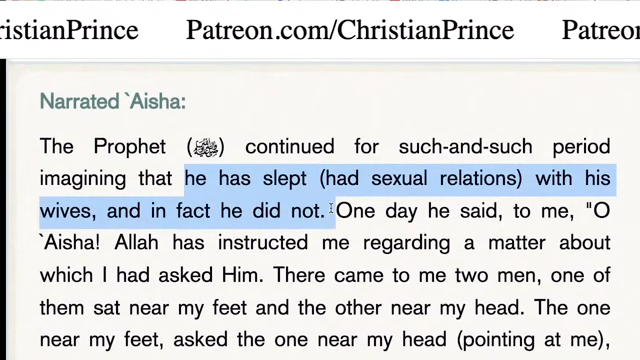 ristianPrince Patreon.com/ChristianPrince Patreon
Narrated `Aisha:
The Prophet (ﷺ) continued for such-and-such period
imagining that he has slept (had sexual relations) with his
wives, and in fact he did not. One day he said, to me, "O
`Aisha! Allah has instructed me regarding a matter about
which I had asked Him. There came to me two men, one of
them sat near my feet and the other near my head. The one
near my feet, asked the one near my head (pointing at me),